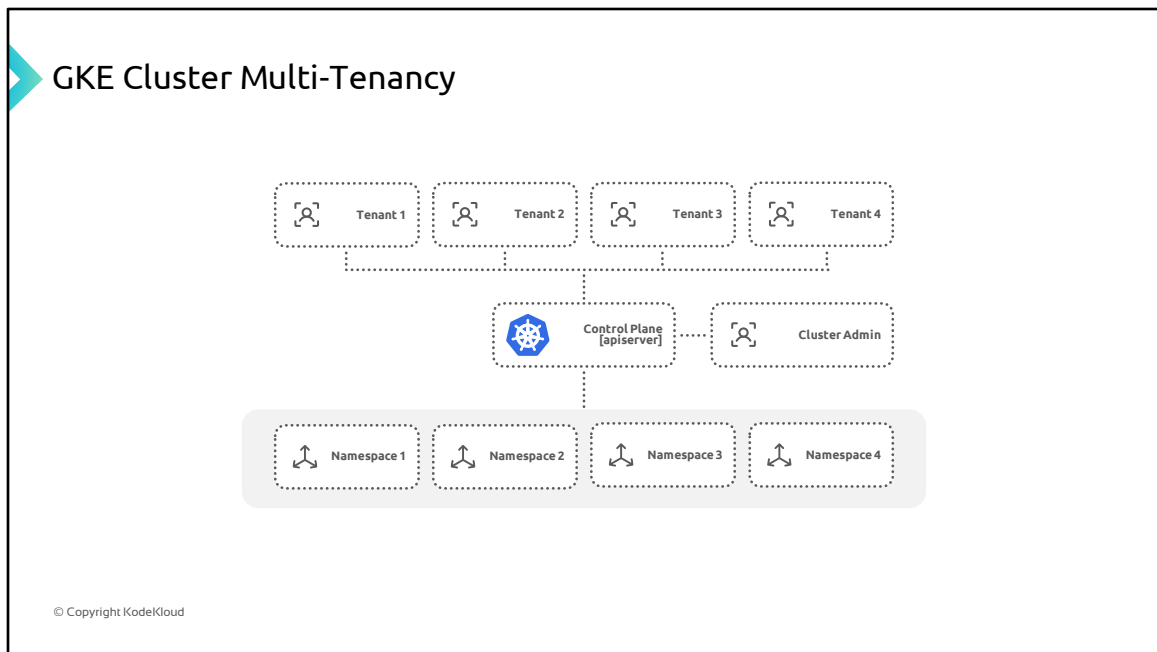 GKE Cluster Multi-Tenancy
Tenant 1
Tenant 2
Tenant 3
Tenant 4
Control Plane
[apiserver]
Cluster Admin
Namespace 1
Namespace 2
Namespace 3
Namespace 4
© Copyright KodeKloud